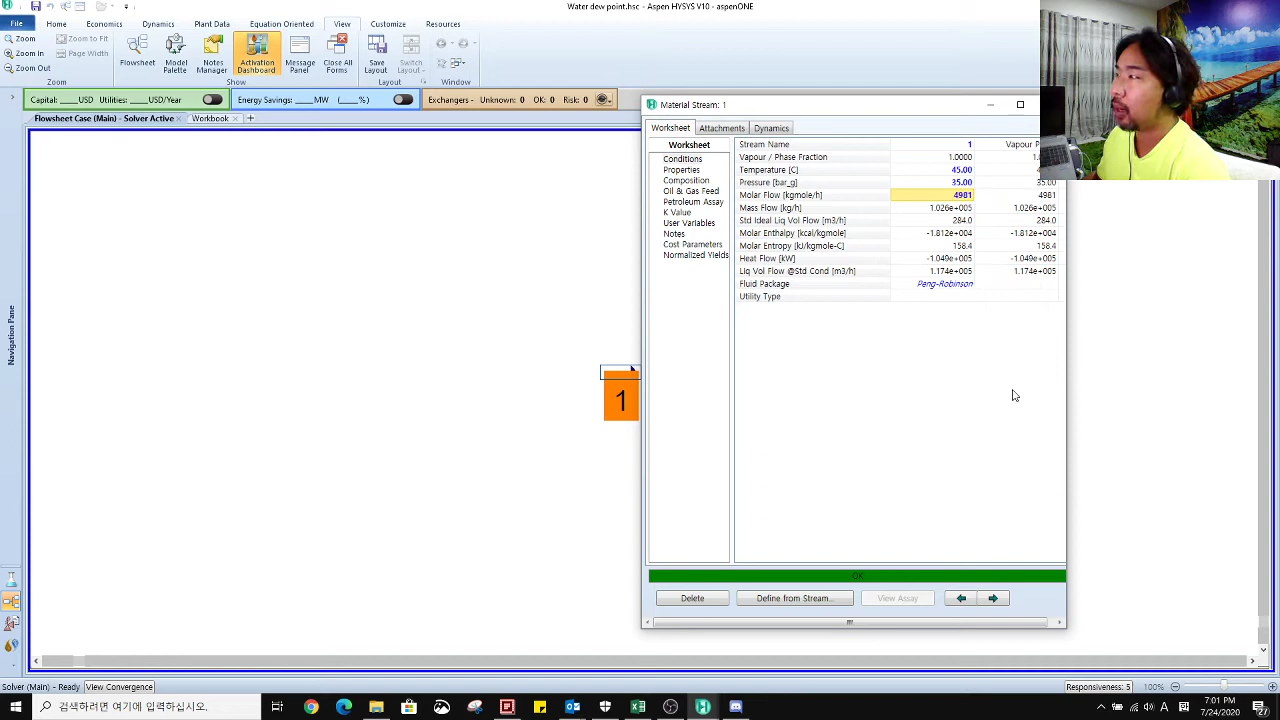 Water dew point.hsc - Aspen HYSYS V10 - aspenONE
File Home Economics Dynamics Plant Data Equation Oriented View Customize Resources
Zoom Zoom to Fit
Zoom In Page Width
Zoom Out
Flowsheet Model Palette Notes Manager Activation Dashboard Message Panel Close All Forms Save Layout Switch Layout
Zoom Show Window
Capital: ____USD Utilities: ____USD/Year Energy Savings: ____MW (____%) Exchangers - Unknown: 0 OK: 0 Risk: 0
Flowsheet Case (Main) - Solver Active × Workbook × +
Navigation Pane
1
Material Stream: 1
Worksheet Attachments Dynamics
Worksheet
Conditions
Properties
Composition
Oil & Gas Feed
Petroleum Assay
K Value
User Variables
Notes
Cost Parameters
Normalized Yields
Stream Name 1 Vapour P
Vapour / Phase Fraction 1.0000 1.
Temperature [C] 45.00
Pressure [bar_g] 35.00 35.00
Molar Flow [kgmole/h] 4981 4981
Mass Flow [kg/h] 1.026e+005 1.026e+005
Std Ideal Liq Vol Flow [m3/h] 284.0 284.0
Molar Enthalpy [kcal/kgmole] -1.812e+004 -1.812e+004
Molar Entropy [kJ/kgmole-C] 158.4 158.4
Heat Flow [kW] -1.049e+005 -1.049e+005
Liq Vol Flow @Std Cond [m3/h] 1.174e+005 1.174e+005
Fluid Package Peng-Robinson
Utility Type
OK
Delete Define from Stream... View Assay
Solver (Main) - Ready View Convergence Responsiveness: 5 100%
검색하려면 여기에 입력하십시오.
A 漢 7:01 PM
7/24/2020 27